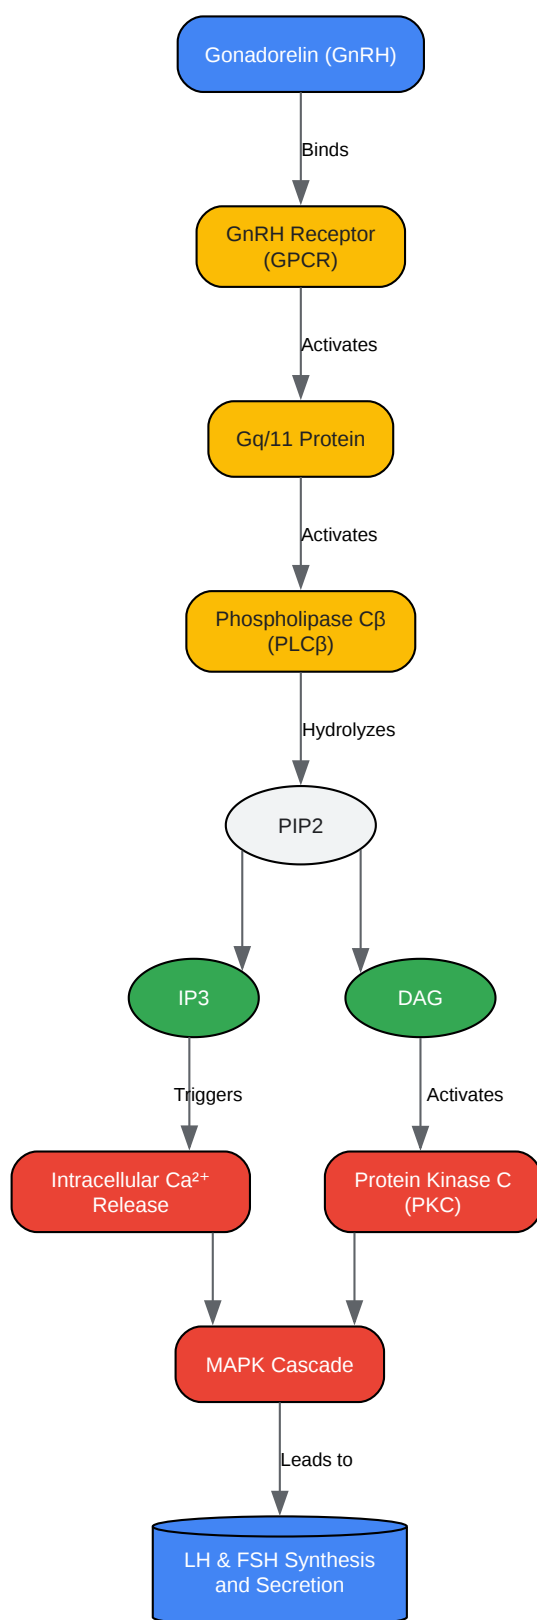 Gonadorelin (GnRH)
Binds
GnRH Receptor
(GPCR)
Activates
Gq/11 Protein
Activates
Phospholipase Cβ
(PLCβ)
Hydrolyzes
PIP2
IP3
DAG
Triggers
Activates
Intracellular Ca²⁺
Release
Protein Kinase C
(PKC)
MAPK Cascade
Leads to
LH & FSH Synthesis
and Secretion